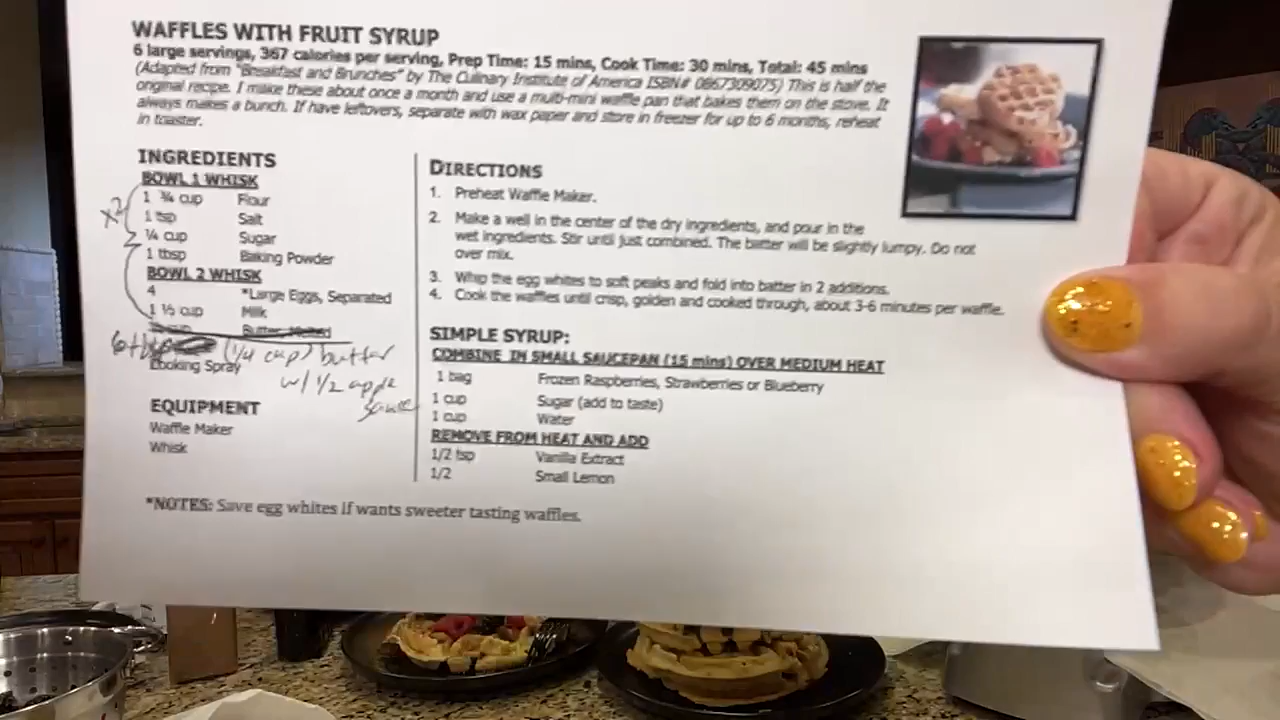 WAFFLES WITH FRUIT SYRUP
6 large servings, 367 calories per serving, Prep Time: 15 mins, Cook Time: 30 mins, Total: 45 mins
(Adapted from "Breakfast and Brunches" by The Culinary Institute of America ISBN# 0867309075) This is half the
original recipe. I make these about once a month and use a multi-mini waffle pan that bakes them on the stove. It
always makes a bunch. If have leftovers, separate with wax paper and store in freezer for up to 6 months, reheat
in toaster.
INGREDIENTS
BOWL 1 WHISK
x2
1 ¾ cup Flour
1 tsp Salt
¼ cup Sugar
1 tbsp Baking Powder
BOWL 2 WHISK
4 *Large Eggs, Separated
1 ½ cup Milk
Butter Melted
(1/4 cup) butter
Cooking Spray
w/ 1/2 apple
sauce
EQUIPMENT
Waffle Maker
Whisk
DIRECTIONS
1. Preheat Waffle Maker.
2. Make a well in the center of the dry ingredients, and pour in the
wet ingredients. Stir until just combined. The batter will be slightly lumpy. Do not
over mix.
3. Whip the egg whites to soft peaks and fold into batter in 2 additions.
4. Cook the waffles until crisp, golden and cooked through, about 3-6 minutes per waffle.
SIMPLE SYRUP:
COMBINE IN SMALL SAUCEPAN (15 mins) OVER MEDIUM HEAT
1 bag Frozen Raspberries, Strawberries or Blueberry
1 cup Sugar (add to taste)
1 cup Water
REMOVE FROM HEAT AND ADD
1/2 tsp Vanilla Extract
1/2 Small Lemon
*NOTES: Save egg whites if wants sweeter tasting waffles.